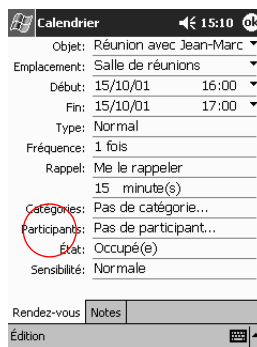 Calendrier 15:10 ok
Objet: Réunion avec Jean-Marc
Emplacement: Salle de réunions
Début: 15/10/01 16:00
Fin: 15/10/01 17:00
Type: Normal
Fréquence: 1 fois
Rappel: Me le rappeler
15 minute(s)
Catégories: Pas de catégorie...
Participants: Pas de participant...
État: Occupé(e)
Sensibilité: Normale
Rendez-vous Notes
Édition